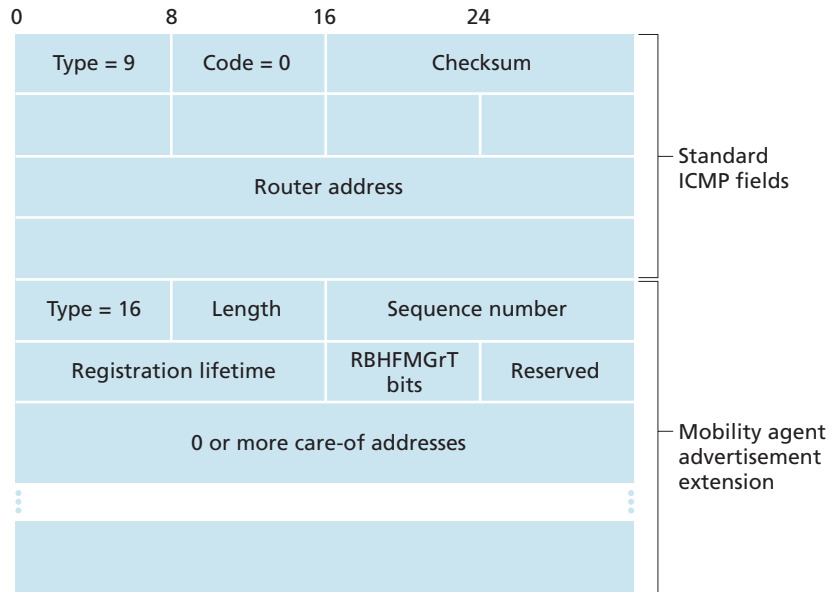 0 8 16 24
Type = 9 Code = 0 Checksum
Standard
ICMP fields
Router address
Type = 16 Length Sequence number
Registration lifetime RBHFMGrT
bits Reserved
0 or more care-of addresses
Mobility agent
advertisement
extension